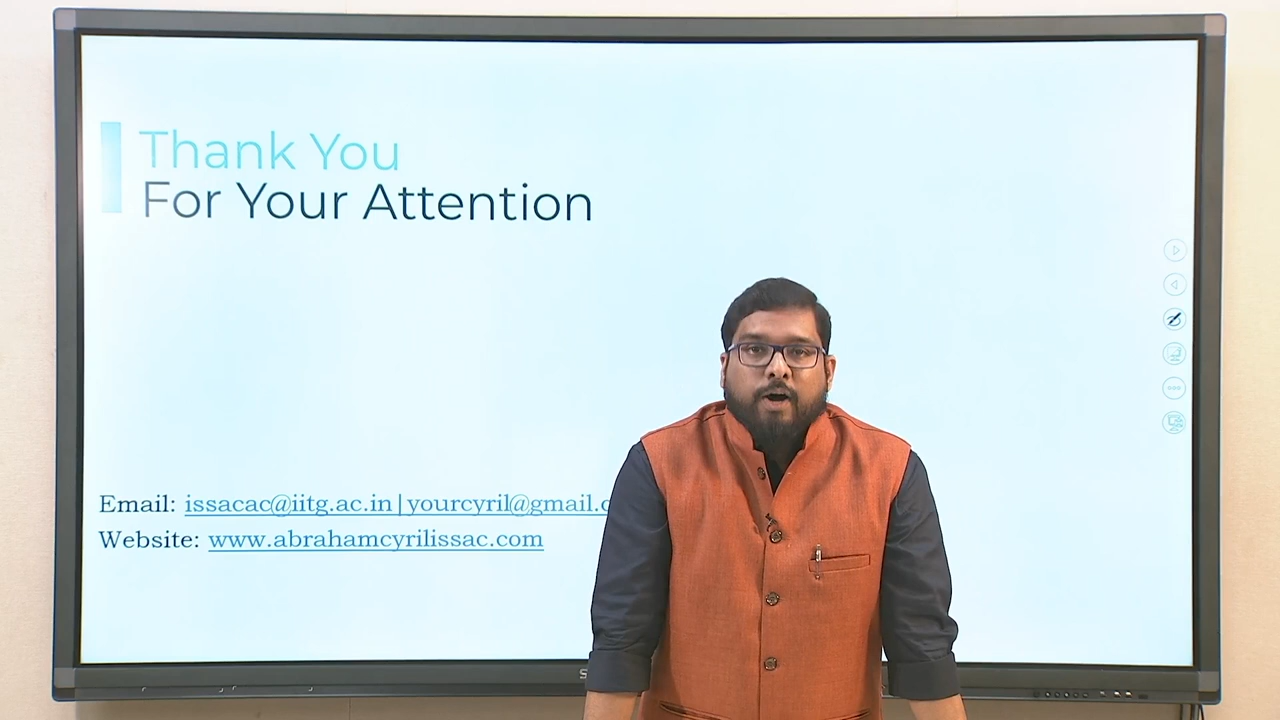 Thank You
For Your Attention
Email: issacac@iitg.ac.in|yourcyril@gmail.
Website: www.abrahamcyrilissac.com